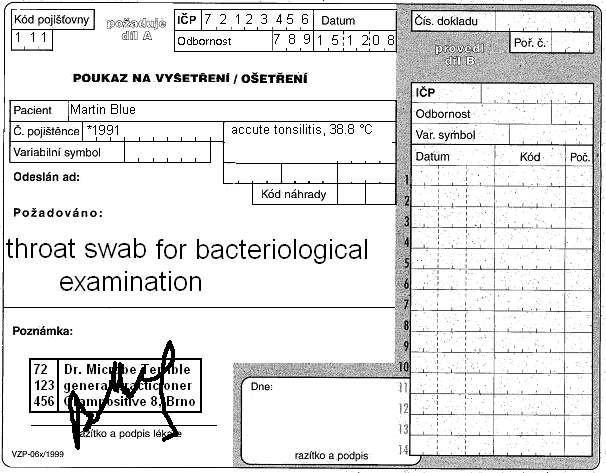 Kód pojišťovny
1 1 1
požaduje
díl A
IČP 7 2 1 2 3 4 5 6 Datum
Odbornost 7 8 9 1 5 1 2 0 8
POUKAZ NA VYŠETŘENÍ / OŠETŘENÍ
Pacient Martin Blue
Č. pojištěnce *1991
accute tonsilitis, 38.8 °C
Variabilní symbol
Odeslán ad:
Kód náhrady
Požadováno:
throat swab for bacteriological
examination
Poznámka:
72 Dr. Microbe Terrible
123 general practicioner
456 Grampositive 8, Brno
razítko a podpis lékaře
VZP-06x/1999
Dne:
razítko a podpis
Čís. dokladu
Poř. č.
provedl
díl B
IČP
Odbornost
Var. symbol
Datum Kód Poč.
1
2
3
4
5
6
7
8
9
10
11
12
13
14